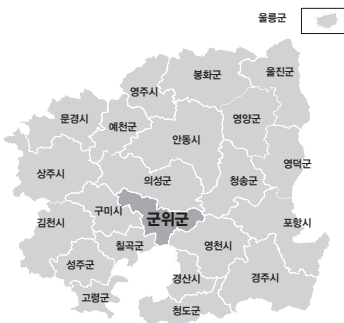 울릉군
봉화군
울진군
영주시
문경시
예천군
영양군
안동시
상주시
의성군
청송군
영덕군
구미시
군위군
김천시
포항시
칠곡군
영천시
성주군
경산시
경주시
고령군
청도군